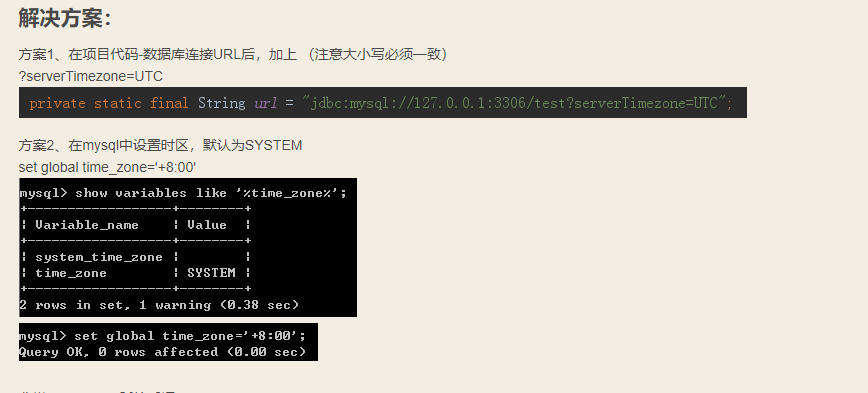 解决方案：
方案1、在项目代码-数据库连接URL后，加上 （注意大小写必须一致）
?serverTimezone=UTC
private static final String url = "jdbc:mysql://127.0.0.1:3306/test?serverTimezone=UTC";
方案2、在mysql中设置时区，默认为SYSTEM
set global time_zone='+8:00'
mysql> show variables like '%time_zone%';
+------------------+--------+
| Variable_name    | Value  |
+------------------+--------+
| system_time_zone |        |
| time_zone        | SYSTEM |
+------------------+--------+
2 rows in set, 1 warning (0.38 sec)
mysql> set global time_zone='+8:00';
Query OK, 0 rows affected (0.00 sec)